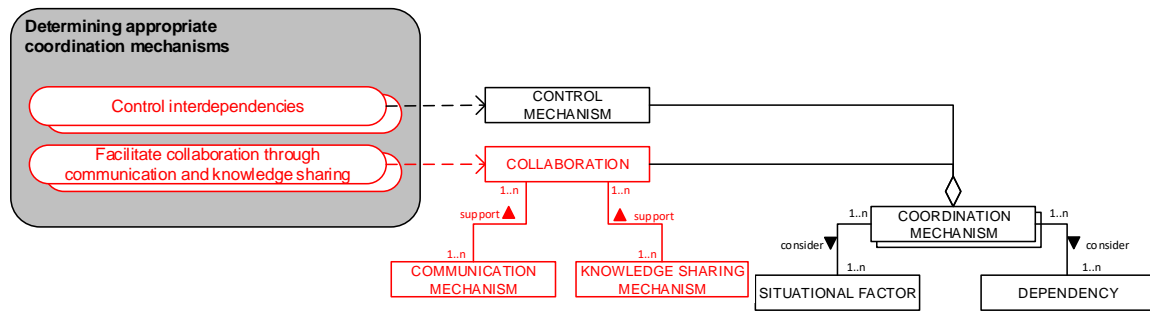 Determining appropriate
coordination mechanisms
Control interdependencies
CONTROL
MECHANISM
Facilitate collaboration through
communication and knowledge sharing
COLLABORATION
1..n
1..n
support
support
1..n
1..n
COMMUNICATION
MECHANISM
KNOWLEDGE SHARING
MECHANISM
1..n
COORDINATION
MECHANISM
1..n
consider
consider
1..n
1..n
SITUATIONAL FACTOR
DEPENDENCY